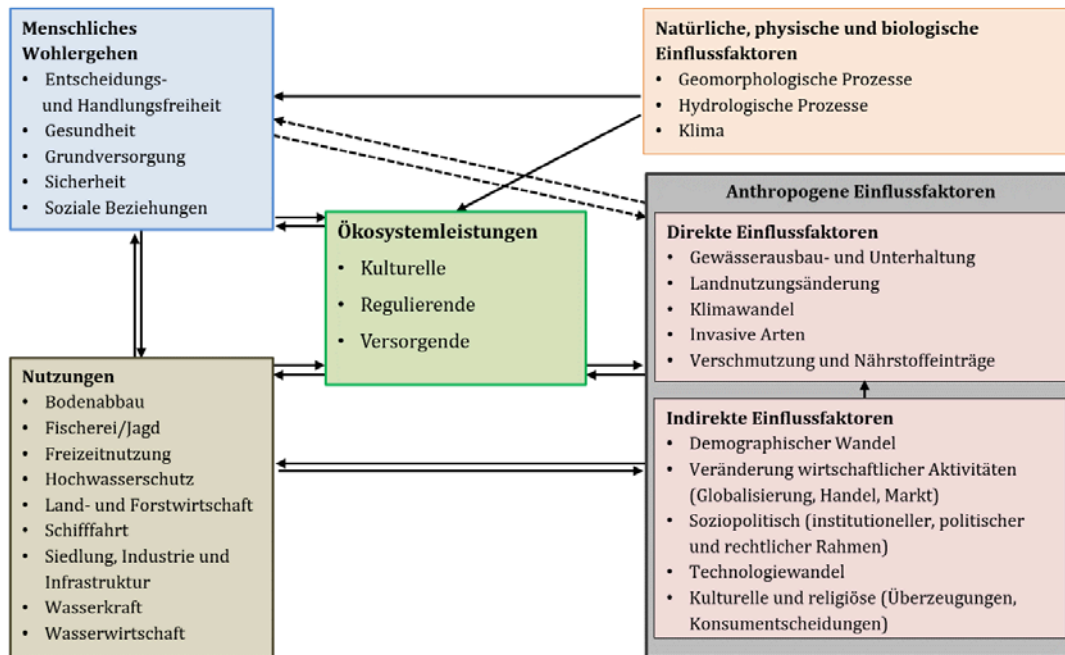 Menschliches
Wohlergehen
• Entscheidungs-
und Handlungsfreiheit
• Gesundheit
• Grundversorgung
• Sicherheit
• Soziale Beziehungen
Natürliche, physische und biologische
Einflussfaktoren
• Geomorphologische Prozesse
• Hydrologische Prozesse
• Klima
Ökosystemleistungen
• Kulturelle
• Regulierende
• Versorgende
Anthropogene Einflussfaktoren
Direkte Einflussfaktoren
• Gewässerausbau- und Unterhaltung
• Landnutzungsänderung
• Klimawandel
• Invasive Arten
• Verschmutzung und Nährstoffeinträge
Nutzungen
• Bodenabbau
• Fischerei/Jagd
• Freizeitnutzung
• Hochwasserschutz
• Land- und Forstwirtschaft
• Schifffahrt
• Siedlung, Industrie und
Infrastruktur
• Wasserkraft
• Wasserwirtschaft
Indirekte Einflussfaktoren
• Demographischer Wandel
• Veränderung wirtschaftlicher Aktivitäten
(Globalisierung, Handel, Markt)
• Soziopolitisch (institutioneller, politischer
und rechtlicher Rahmen)
• Technologiewandel
• Kulturelle und religiöse (Überzeugungen,
Konsumentscheidungen)